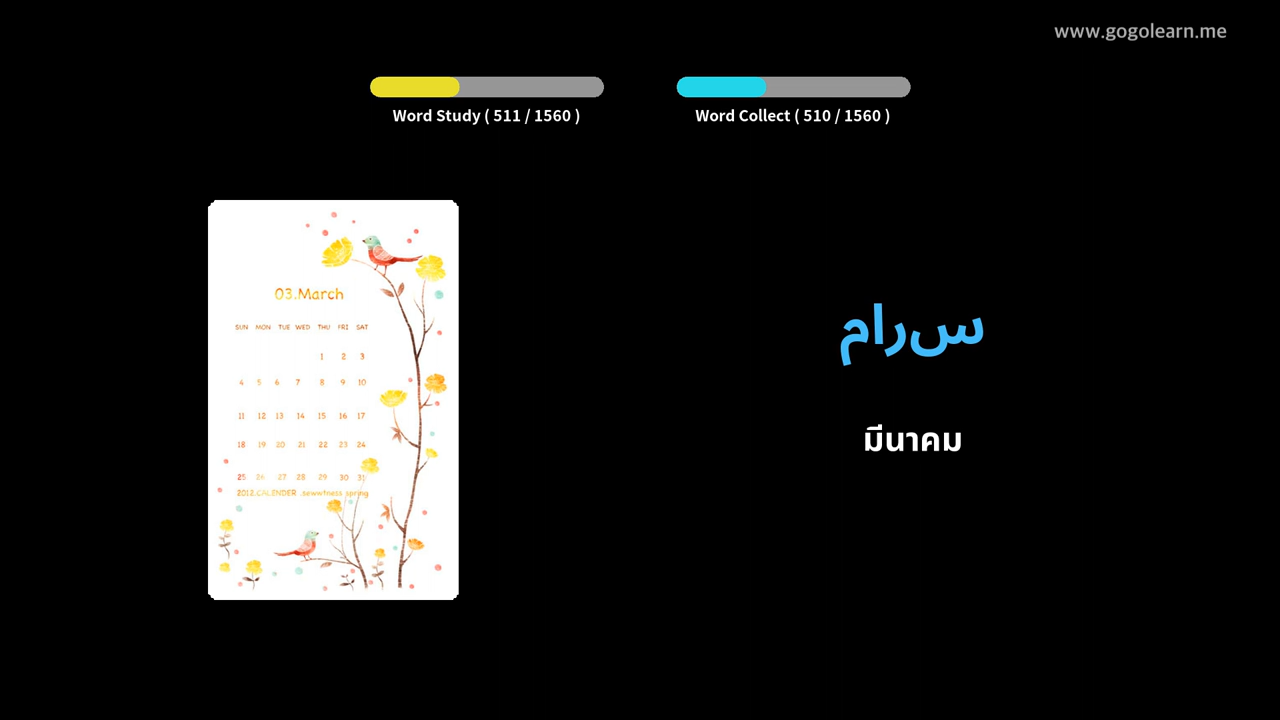 www.gogolearn.me
Word Study ( 511 / 1560 )
Word Collect ( 510 / 1560 )
03.March
SUN MON TUE WED THU FRI SAT
1 2 3
4 5 6 7 8 9 10
11 12 13 14 15 16 17
18 19 20 21 22 23 24
25 26 27 28 29 30 31
2012.CALENDER .sewwitness spring
سرام
มีนาคม